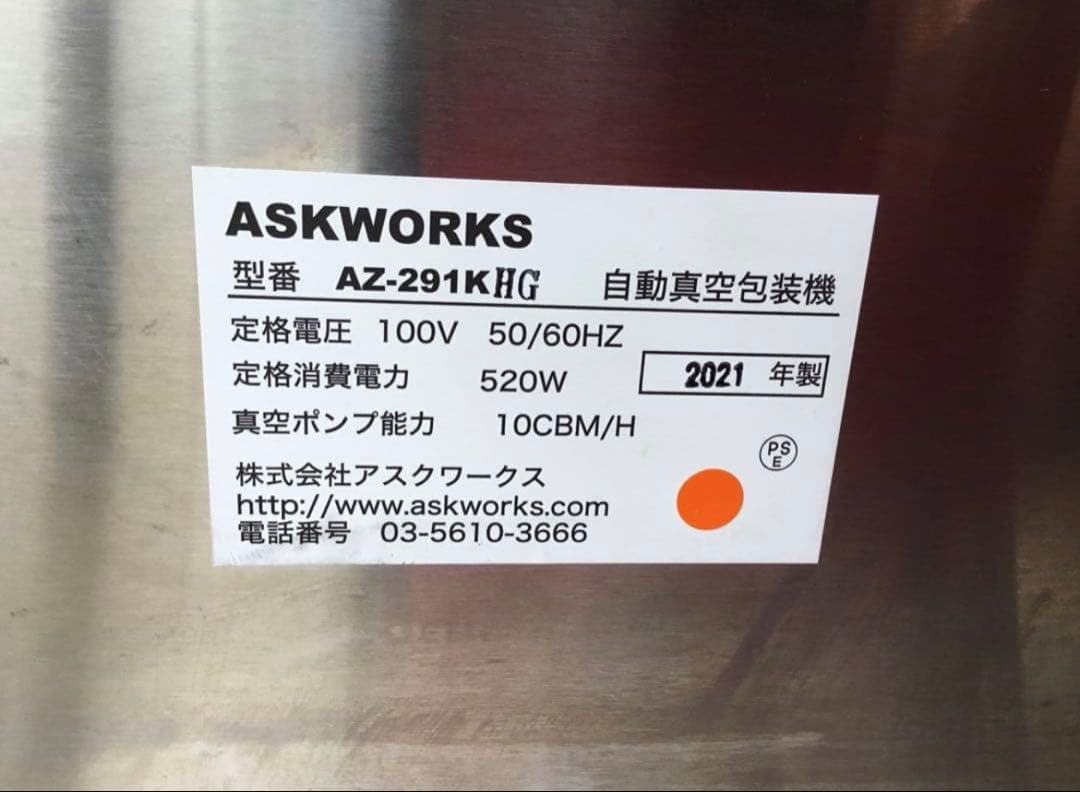 ASKWORKS
型番 AZ-291KHG 自動真空包装機
定格電圧 100V 50/60HZ
定格消費電力 520W 2021 年製
真空ポンプ能力 10CBM/H
PS
E
株式会社アスクワークス
http://www.askworks.com
電話番号 03-5610-3666